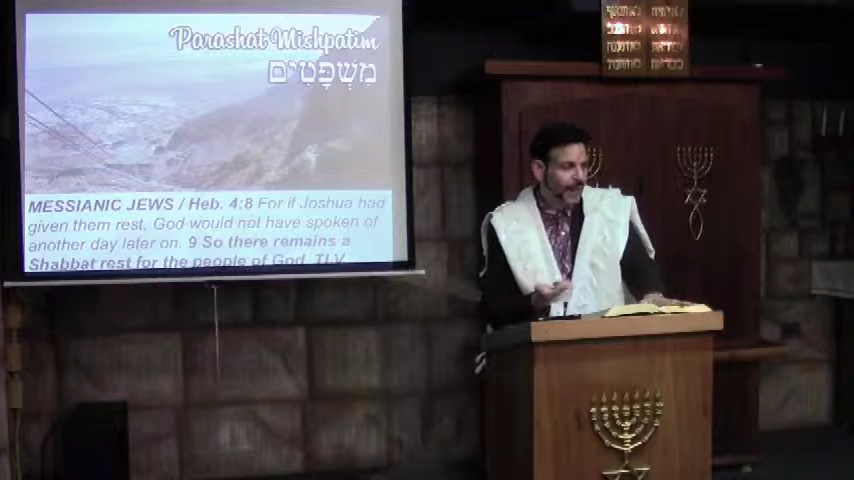 Parashat Mishpatim
מִשְׁפָּטִים
MESSIANIC JEWS / Heb. 4:8 For if Joshua had
given them rest, God would not have spoken of
another day later on. 9 So there remains a
Shabbat rest for the people of God. TLV